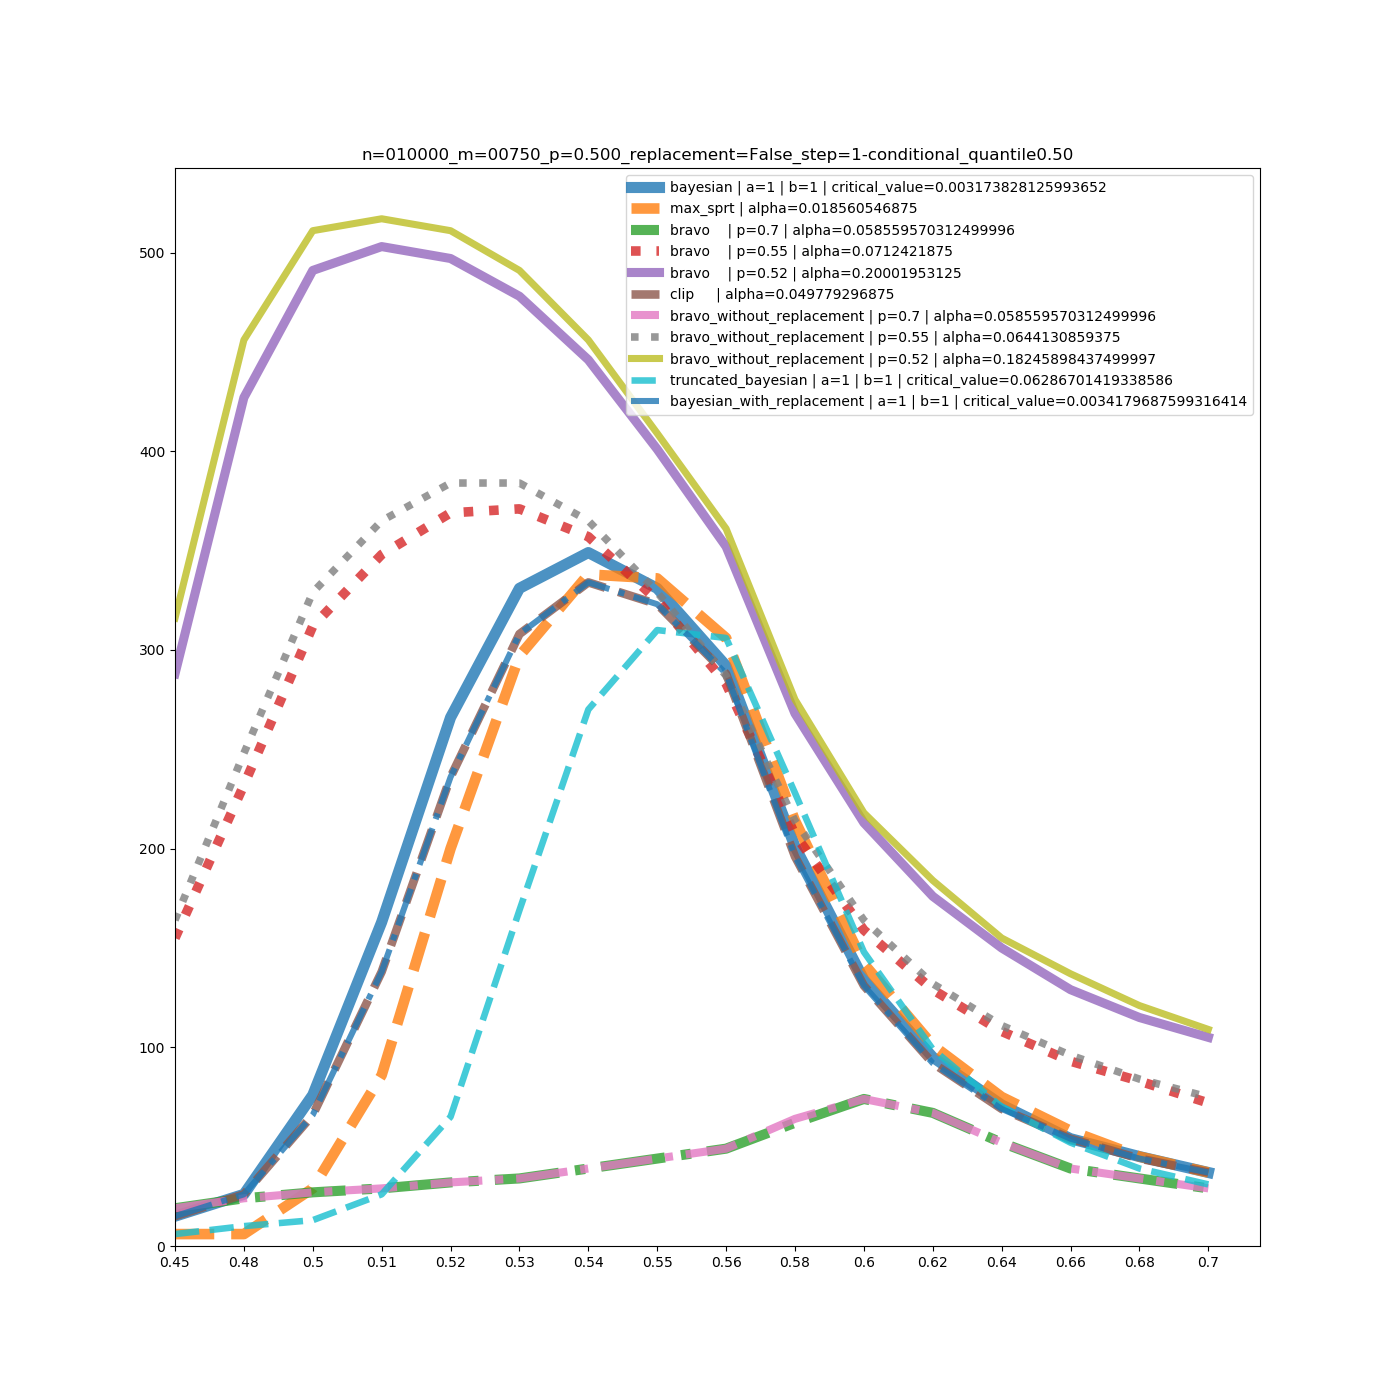 n=010000_m=00750_p=0.500_replacement=False_step=1-conditional_quantile0.50
bayesian | a=1 | b=1 | critical_value=0.003173828125993652
max_sprt | alpha=0.018560546875
bravo    | p=0.7 | alpha=0.058559570312499996
bravo    | p=0.55 | alpha=0.0712421875
bravo    | p=0.52 | alpha=0.20001953125
clip     | alpha=0.049779296875
bravo_without_replacement | p=0.7 | alpha=0.058559570312499996
bravo_without_replacement | p=0.55 | alpha=0.0644130859375
bravo_without_replacement | p=0.52 | alpha=0.18245898437499997
truncated_bayesian | a=1 | b=1 | critical_value=0.06286701419338586
bayesian_with_replacement | a=1 | b=1 | critical_value=0.0034179687599316414
500
400
300
200
100
0
0.45 0.48 0.5 0.51 0.52 0.53 0.54 0.55 0.56 0.58 0.6 0.62 0.64 0.66 0.68 0.7